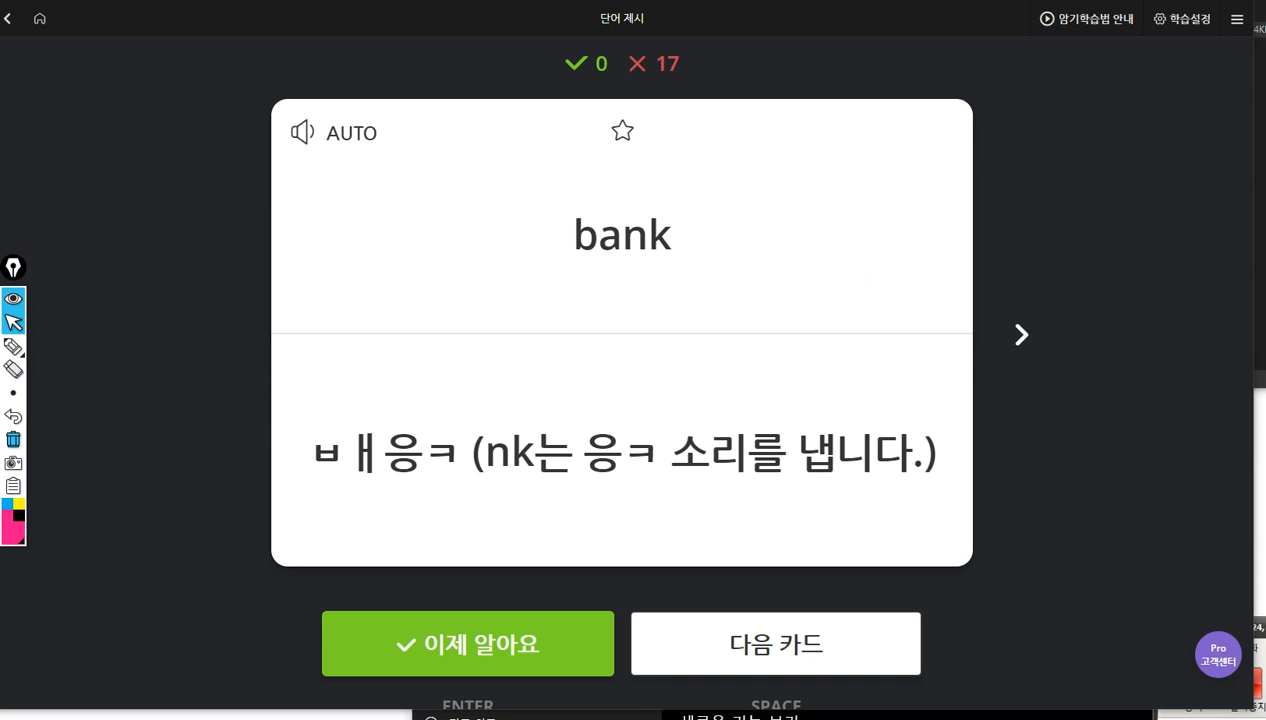 단어 제시
암기학습법 안내
학습설정
0
17
AUTO
bank
ㅂㅐ응ㅋ (nk는 응ㅋ 소리를 냅니다.)
이제 알아요
다음 카드
ENTER
SPACE
Pro
고객센터